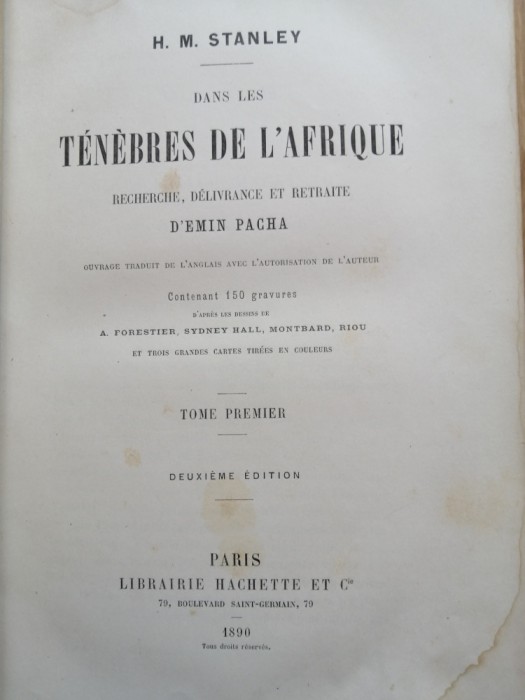 H. M. STANLEY
DANS LES
TÉNÈBRES DE L'AFRIQUE
RECHERCHE, DÉLIVRANCE ET RETRAITE
D'EMIN PACHA
OUVRAGE TRADUIT DE L'ANGLAIS AVEC L'AUTORISATION DE L'AUTEUR
Contenant 150 gravures
D'APRÈS LES DESSINS DE
A. FORESTIER, SYDNEY HALL, MONTBARD, RIOU
ET TROIS GRANDES CARTES TIRÉES EN COULEURS
TOME PREMIER
DEUXIÈME ÉDITION
PARIS
LIBRAIRIE HACHETTE ET Cie
79, BOULEVARD SAINT-GERMAIN, 79
1890
Tous droits réservés.